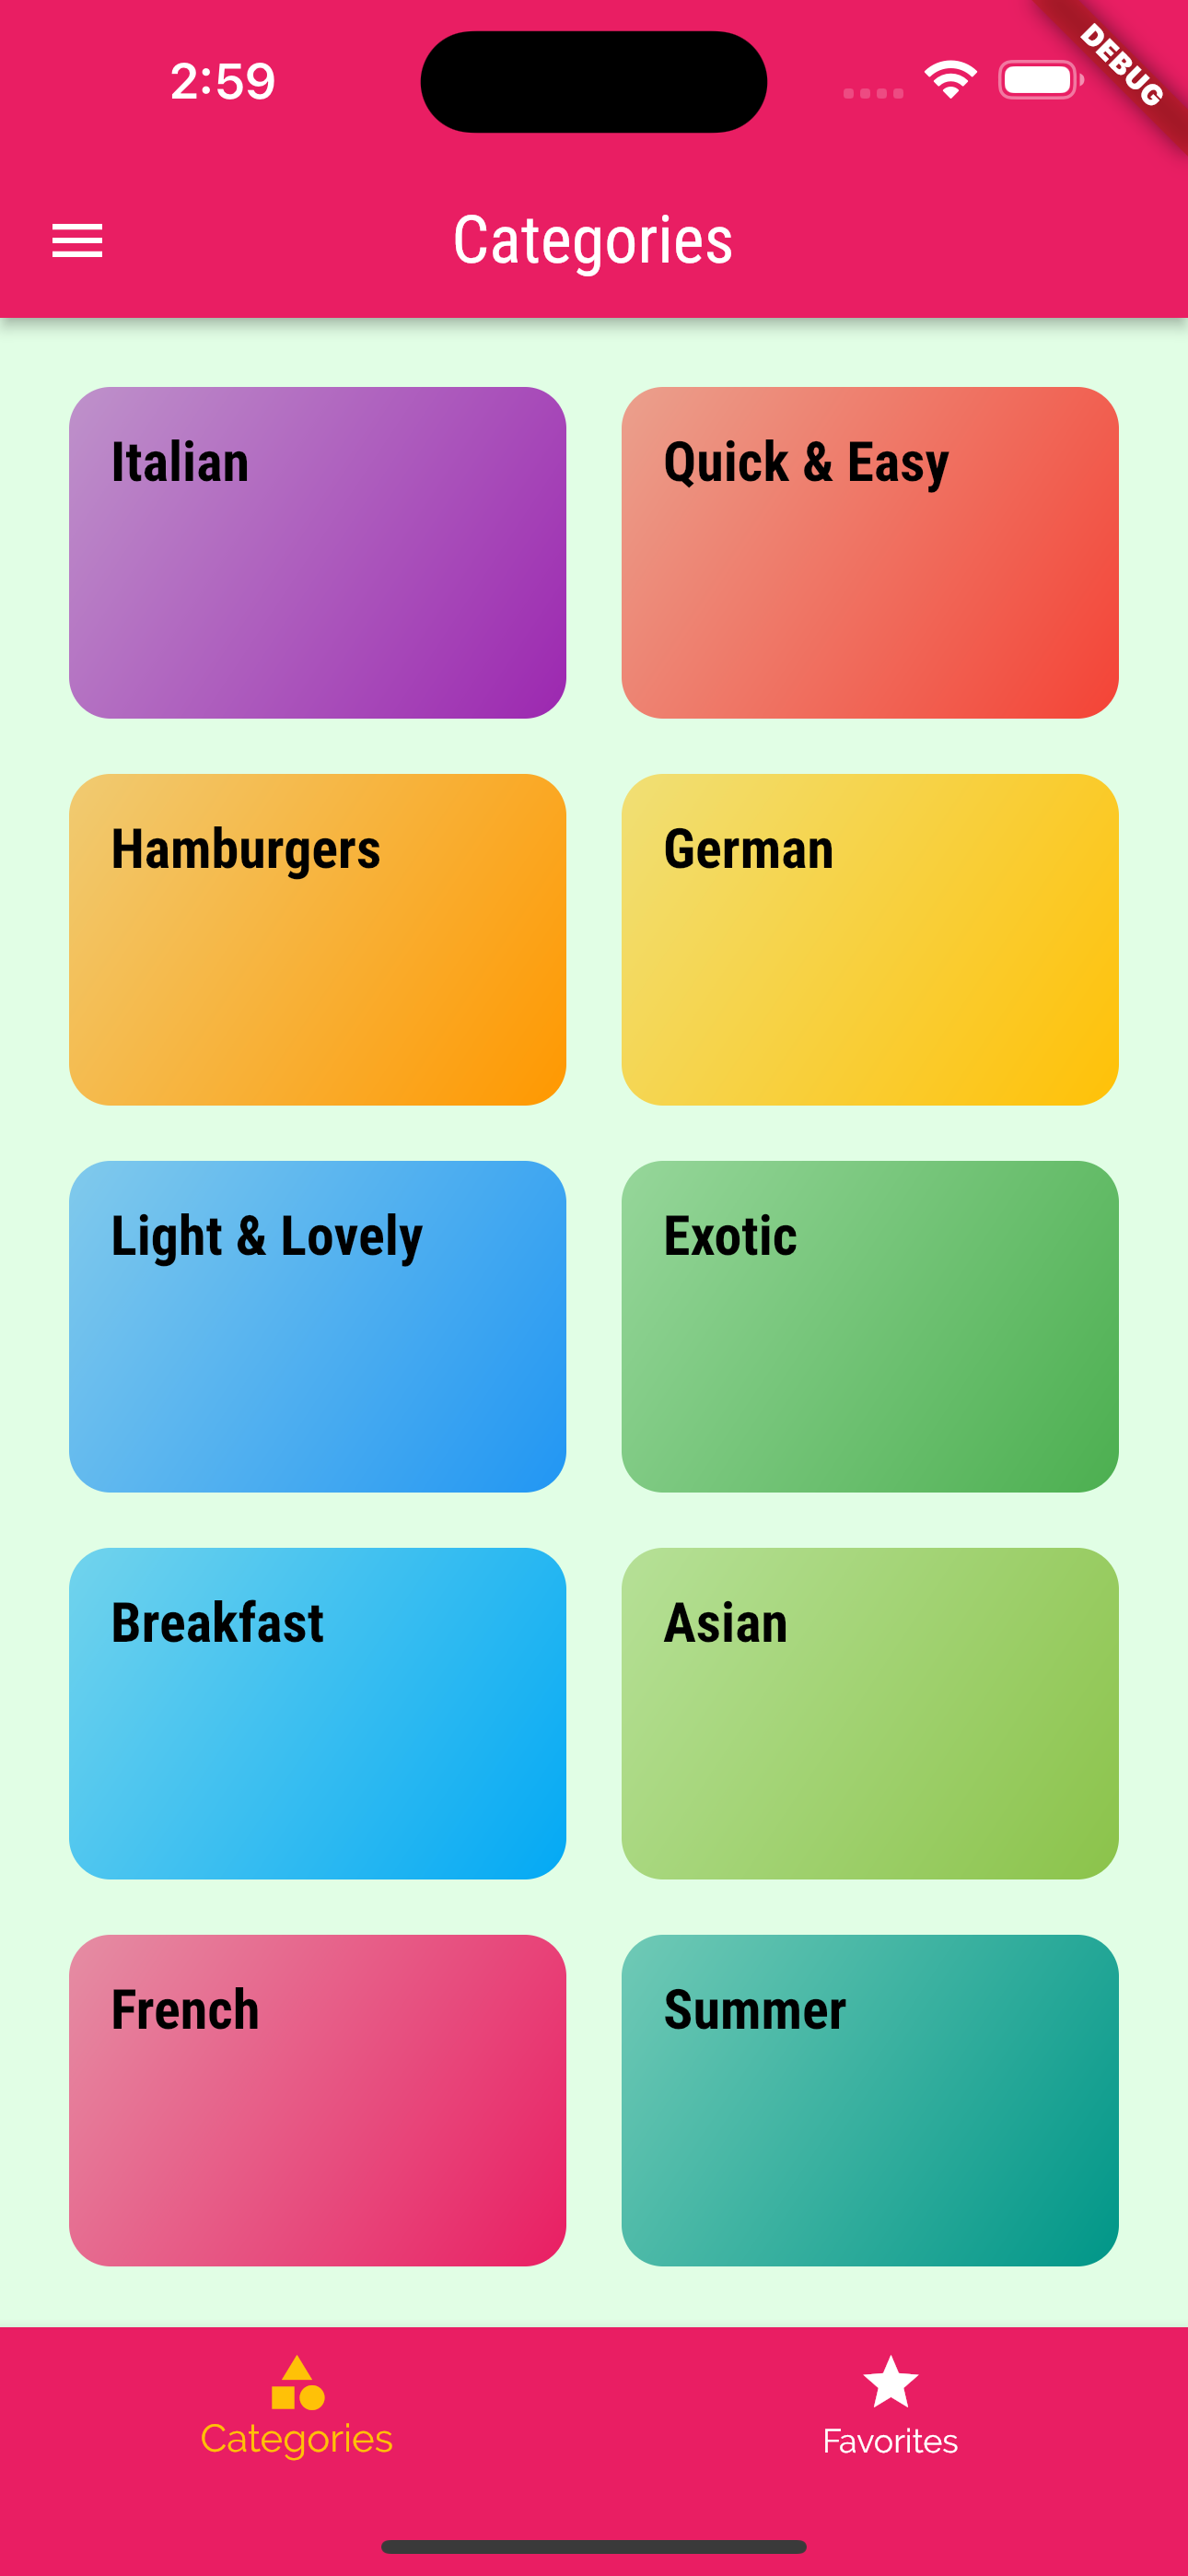 2:59
DEBUG
Categories
Italian
Quick & Easy
Hamburgers
German
Light & Lovely
Exotic
Breakfast
Asian
French
Summer
Categories
Favorites